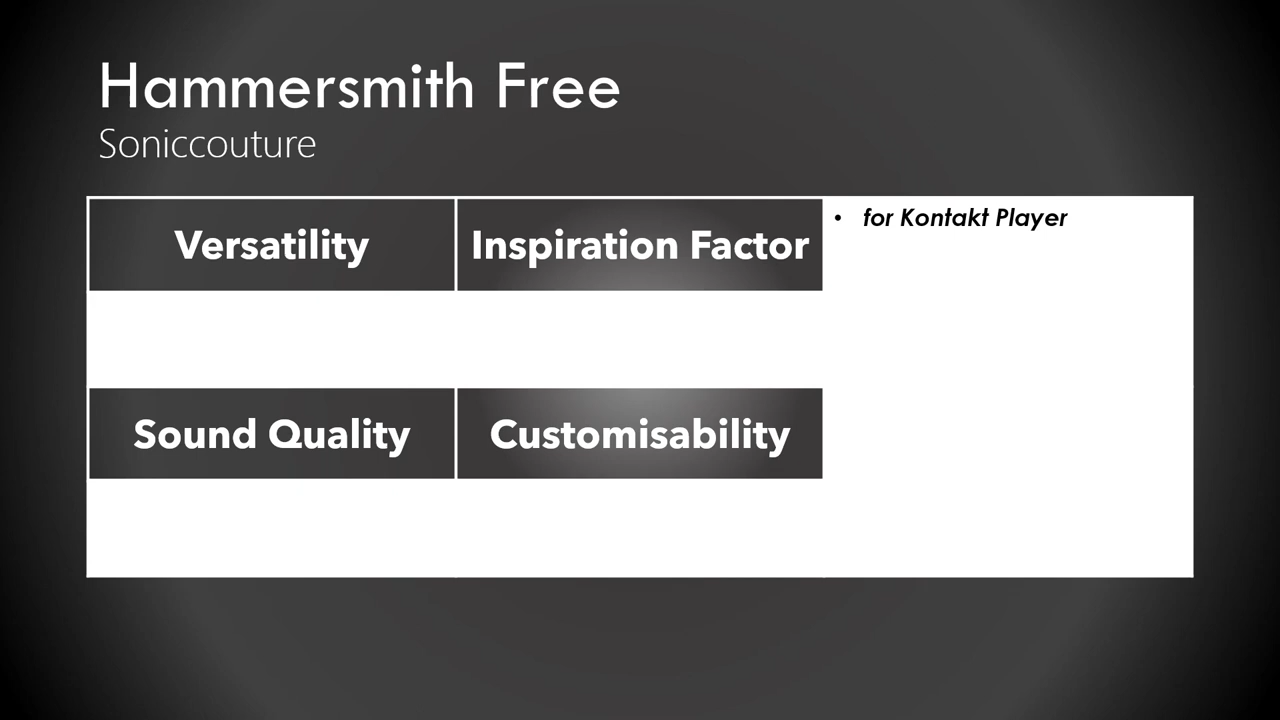 Hammersmith Free
Soniccouture
Versatility
Inspiration Factor
• for Kontakt Player
Sound Quality
Customisability